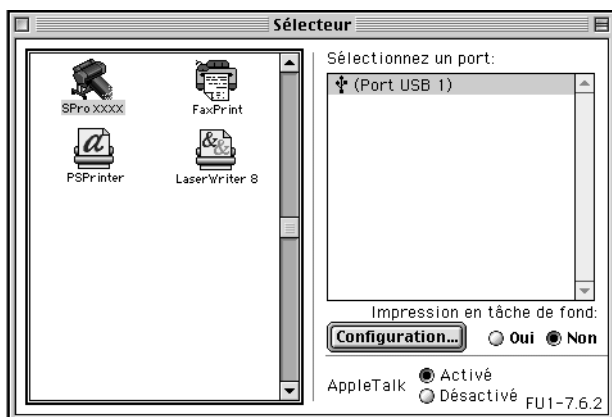 Sélecteur
SPro XXXX
FaxPrint
PSPrinter
LaserWriter 8
Sélectionnez un port:
(Port USB 1)
Impression en tâche de fond:
Configuration...
Oui
Non
AppleTalk
Activé
Désactivé
FU1-7.6.2